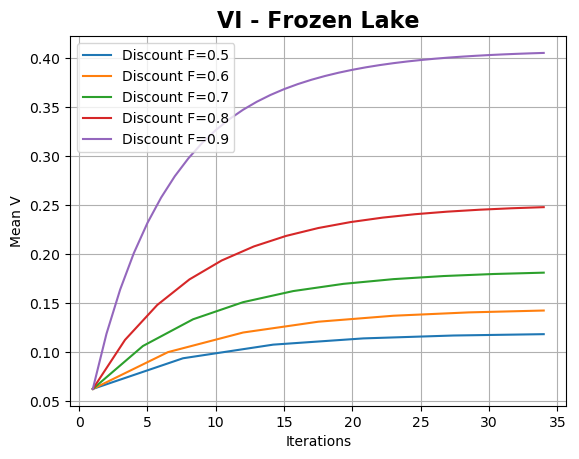 VI - Frozen Lake
Discount F=0.5
Discount F=0.6
Discount F=0.7
Discount F=0.8
Discount F=0.9
Mean V
0.40
0.35
0.30
0.25
0.20
0.15
0.10
0.05
0 5 10 15 20 25 30 35
Iterations